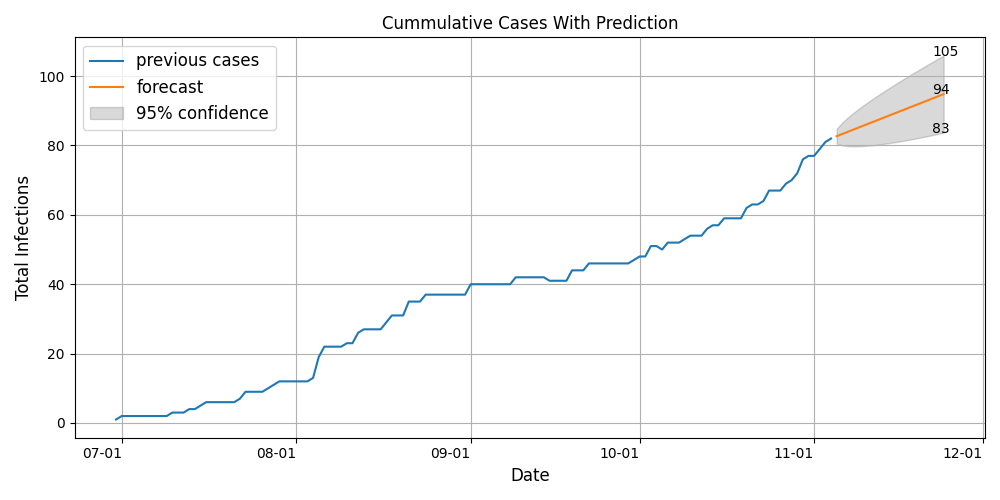 Cummulative Cases With Prediction
previous cases
forecast
95% confidence
105
94
83
100
80
60
40
20
0
Total Infections
07-01
08-01
09-01
10-01
11-01
12-01
Date